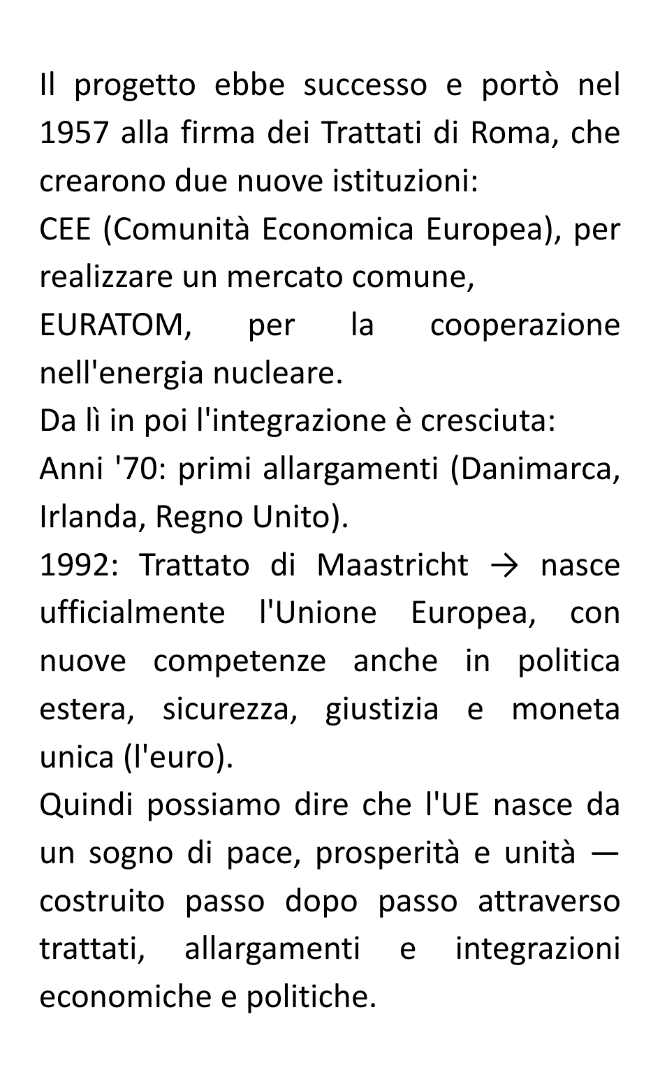 Il progetto ebbe successo e portò nel
1957 alla firma dei Trattati di Roma, che
crearono due nuove istituzioni:
CEE (Comunità Economica Europea), per
realizzare un mercato comune,
EURATOM, per la cooperazione
nell'energia nucleare.
Da lì in poi l'integrazione è cresciuta:
Anni '70: primi allargamenti (Danimarca,
Irlanda, Regno Unito).
1992: Trattato di Maastricht → nasce
ufficialmente l'Unione Europea, con
nuove competenze anche in politica
estera, sicurezza, giustizia e moneta
unica (l'euro).
Quindi possiamo dire che l'UE nasce da
un sogno di pace, prosperità e unità —
costruito passo dopo passo attraverso
trattati, allargamenti e integrazioni
economiche e politiche.